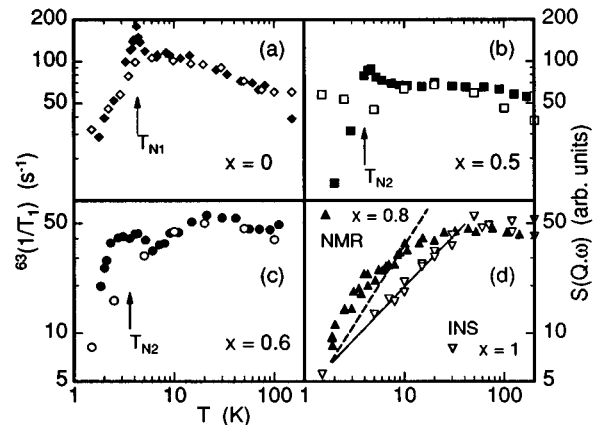 200 (a) (b) 200
100 100
50 50
T_N1 T_N2
x = 0 x = 0.5
⁶³(1/T₁) (s⁻¹)
S(Q,ω) (arb. units)
50 (c) x = 0.8 (d) 50
NMR
10 10
T_N2 INS
x = 0.6 x = 1
5 5
1 10 100 1 10 100
T (K)